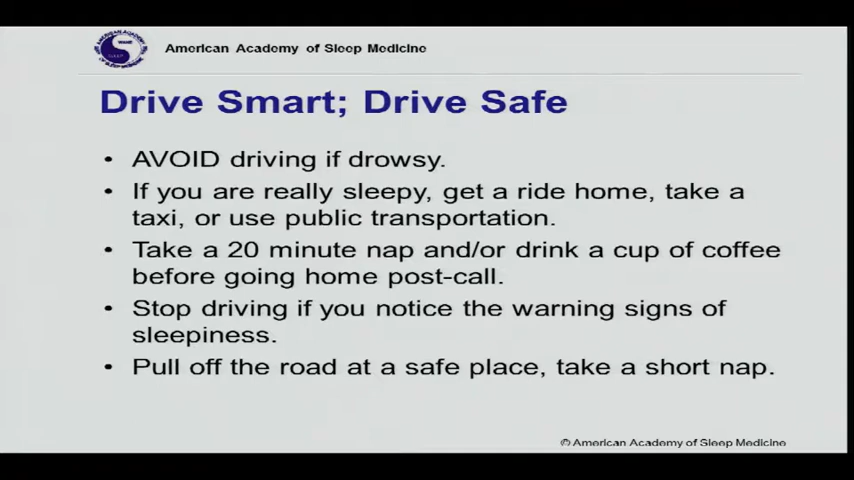 American Academy of Sleep Medicine
Drive Smart; Drive Safe
• AVOID driving if drowsy.
• If you are really sleepy, get a ride home, take a
taxi, or use public transportation.
• Take a 20 minute nap and/or drink a cup of coffee
before going home post-call.
• Stop driving if you notice the warning signs of
sleepiness.
• Pull off the road at a safe place, take a short nap.
© American Academy of Sleep Medicine